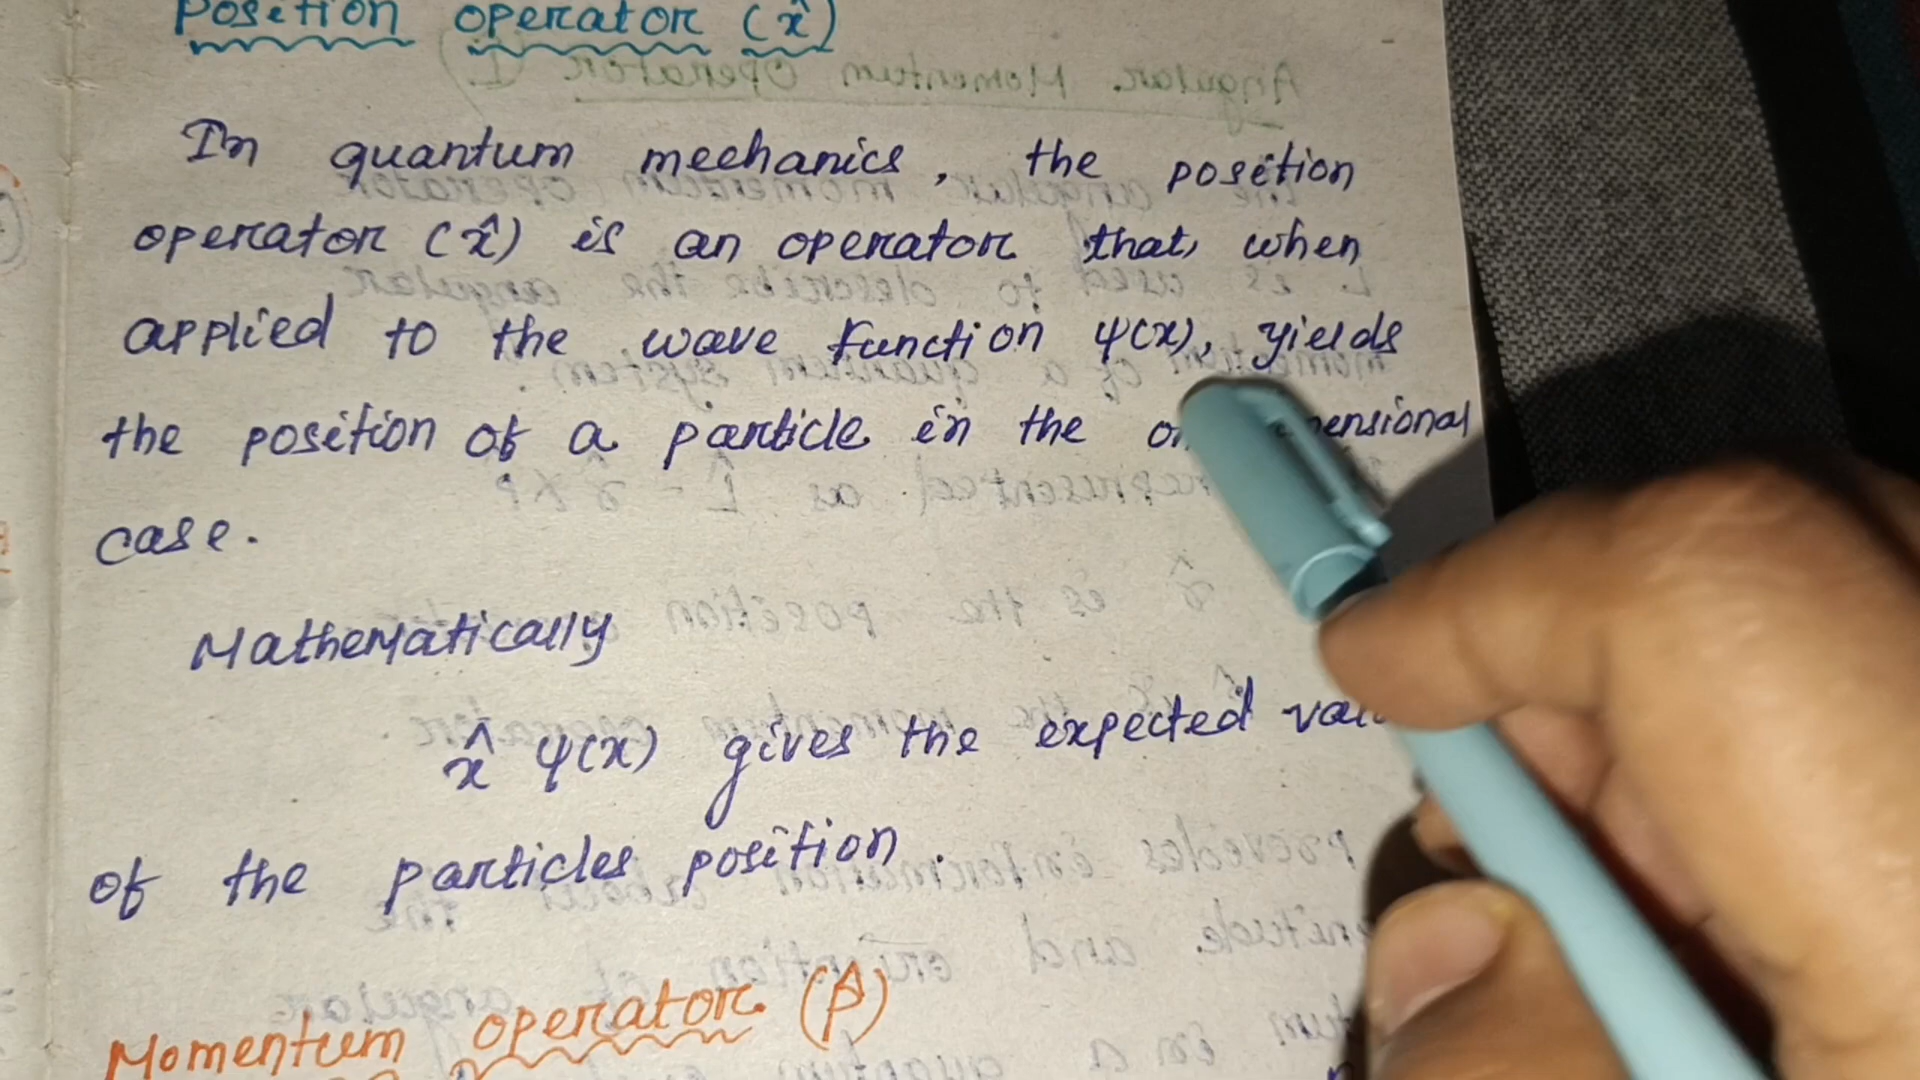 Position operator (x̂)
In quantum mechanics, the position
operator (x̂) is an operator that, when
applied to the wave function ψ(x), yields
the position of a particle in the
case.
Mathematically
x̂ ψ(x) gives the expected
of the particles position.
Momentum operator (p̂)